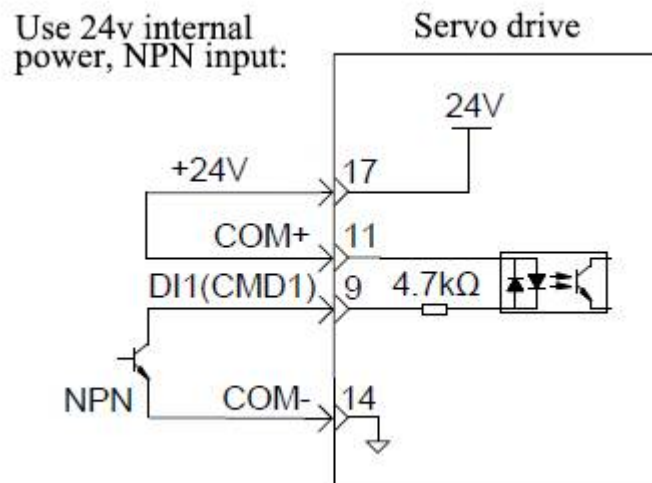 Use 24v internal
power, NPN input:
Servo drive
24V
+24V
17
COM+
11
DI1(CMD1)
9
4.7kΩ
NPN
COM-
14